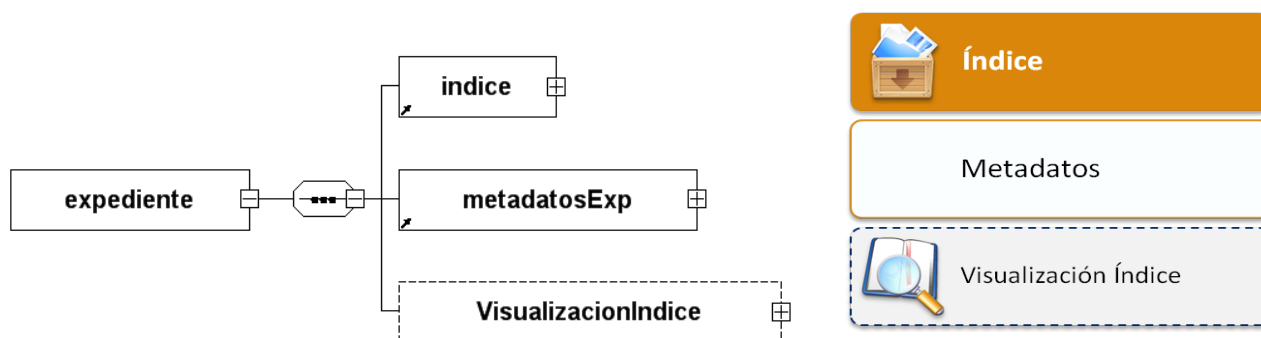 indice
expediente
metadatosExp
VisualizacionIndice
Índice
Metadatos
Visualización Índice